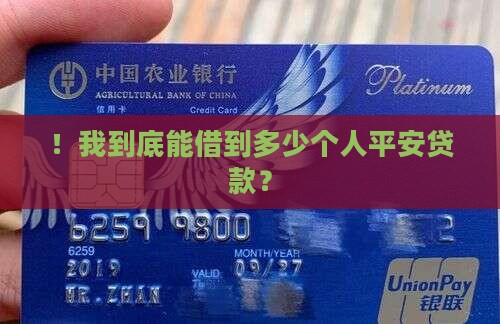 中国农业银行
AGRICULTURAL BANK OF CHINA
Platinum
信用卡
Credit Card
！我到底能借到多少个人平安贷
款？
6259 9800 2
6259
MONTH/YEAR
2019
VALID
09/27
MR.ZHAN
UnionPay
银联